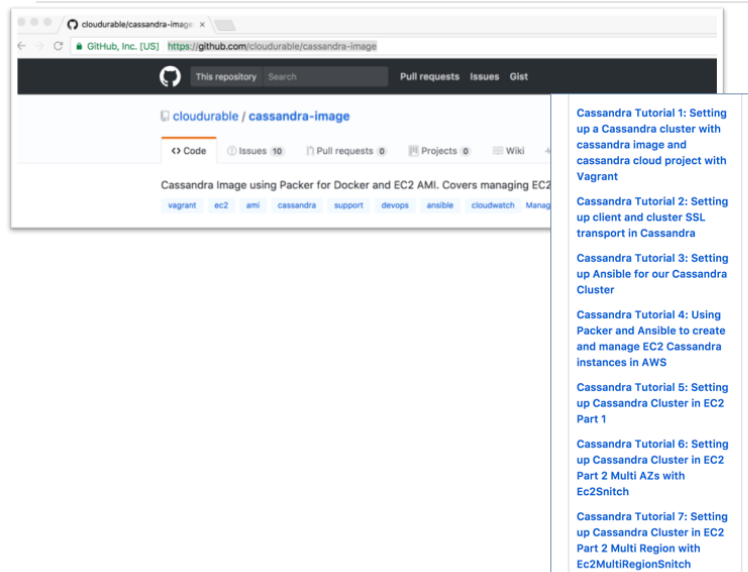 cloudurable/cassandra-image
GitHub, Inc. [US] https://github.com/cloudurable/cassandra-image
This repository Search Pull requests Issues Gist
cloudurable / cassandra-image
Code Issues 10 Pull requests 0 Projects 0 Wiki
Cassandra Image using Packer for Docker and EC2 AMI. Covers managing EC2
vagrant ec2 ami cassandra support devops ansible cloudwatch Manag
Cassandra Tutorial 1: Setting
up a Cassandra cluster with
cassandra image and
cassandra cloud project with
Vagrant
Cassandra Tutorial 2: Setting
up client and cluster SSL
transport in Cassandra
Cassandra Tutorial 3: Setting
up Ansible for our Cassandra
Cluster
Cassandra Tutorial 4: Using
Packer and Ansible to create
and manage EC2 Cassandra
instances in AWS
Cassandra Tutorial 5: Setting
up Cassandra Cluster in EC2
Part 1
Cassandra Tutorial 6: Setting
up Cassandra Cluster in EC2
Part 2 Multi AZs with
Ec2Snitch
Cassandra Tutorial 7: Setting
up Cassandra Cluster in EC2
Part 2 Multi Region with
Ec2MultiRegionSnitch